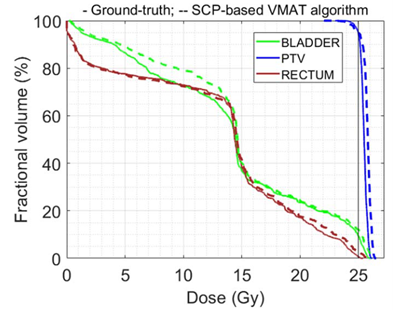 - Ground-truth; -- SCP-based VMAT algorithm
100
80
60
40
20
0
Fractional volume (%)
BLADDER
PTV
RECTUM
0 5 10 15 20 25
Dose (Gy)